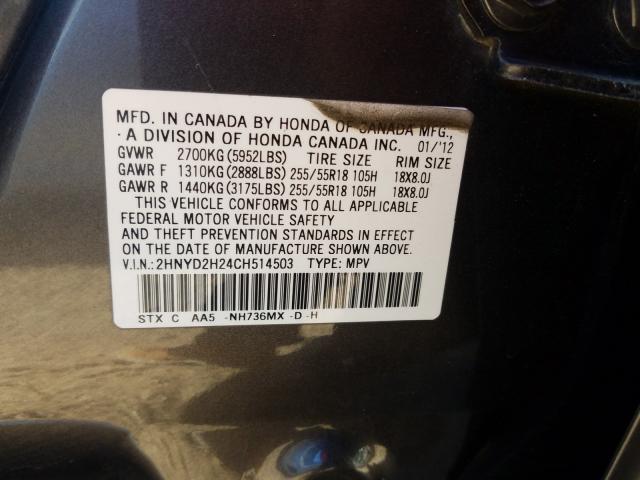 MFD. IN CANADA BY HONDA OF CANADA MFG.,
· A DIVISION OF HONDA CANADA INC. 01/'12
GVWR 2700KG (5952LBS) TIRE SIZE RIM SIZE
GAWR F 1310KG (2888LBS) 255/55R18 105H 18X8.0J
GAWR R 1440KG (3175LBS) 255/55R18 105H 18X8.0J
THIS VEHICLE CONFORMS TO ALL APPLICABLE
FEDERAL MOTOR VEHICLE SAFETY
AND THEFT PREVENTION STANDARDS IN EFFECT
ON THE DATE OF MANUFACTURE SHOWN ABOVE.
V.I.N.: 2HNYD2H24CH514503 TYPE: MPV
STX C AA5 -NH736MX -D -H